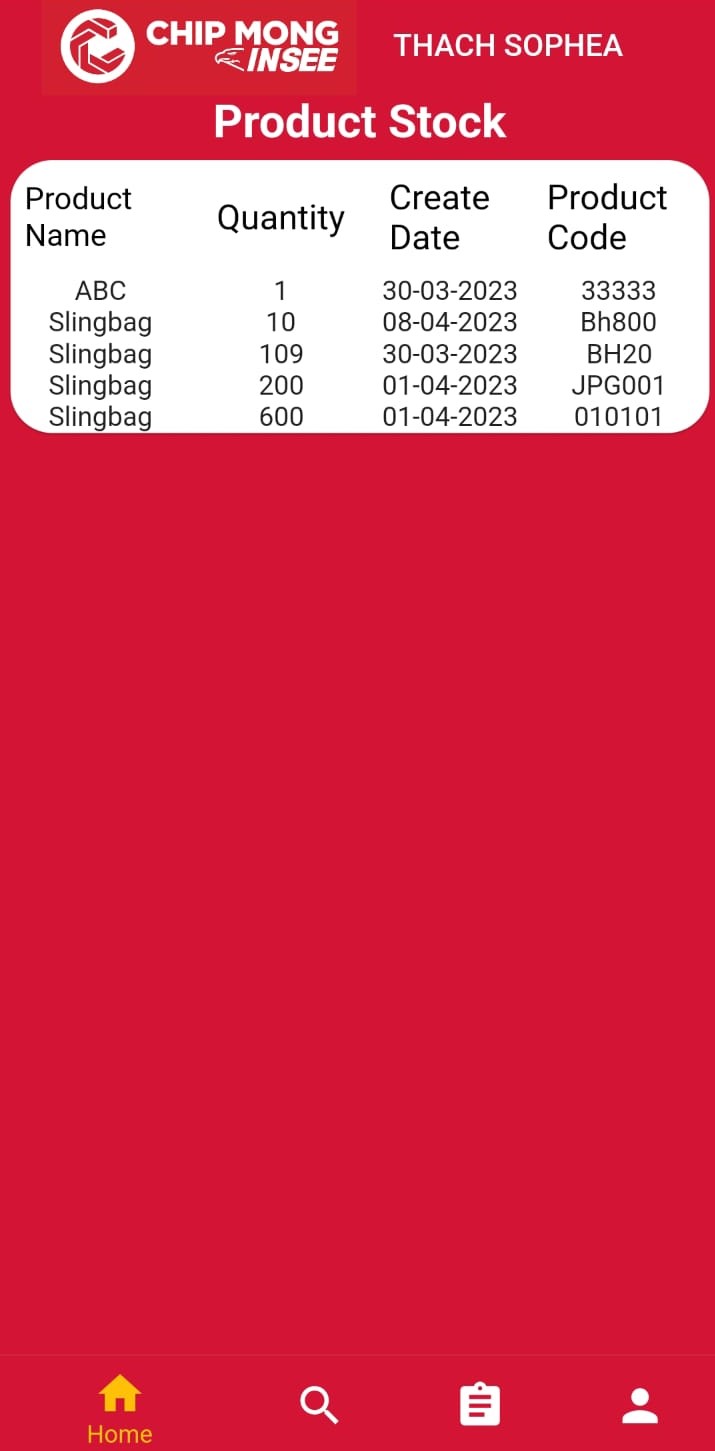 CHIP MONG
INSEE
THACH SOPHEA
Product Stock
Product Name Quantity Create Date Product Code
ABC 1 30-03-2023 33333
Slingbag 10 08-04-2023 Bh800
Slingbag 109 30-03-2023 BH20
Slingbag 200 01-04-2023 JPG001
Slingbag 600 01-04-2023 010101
Home